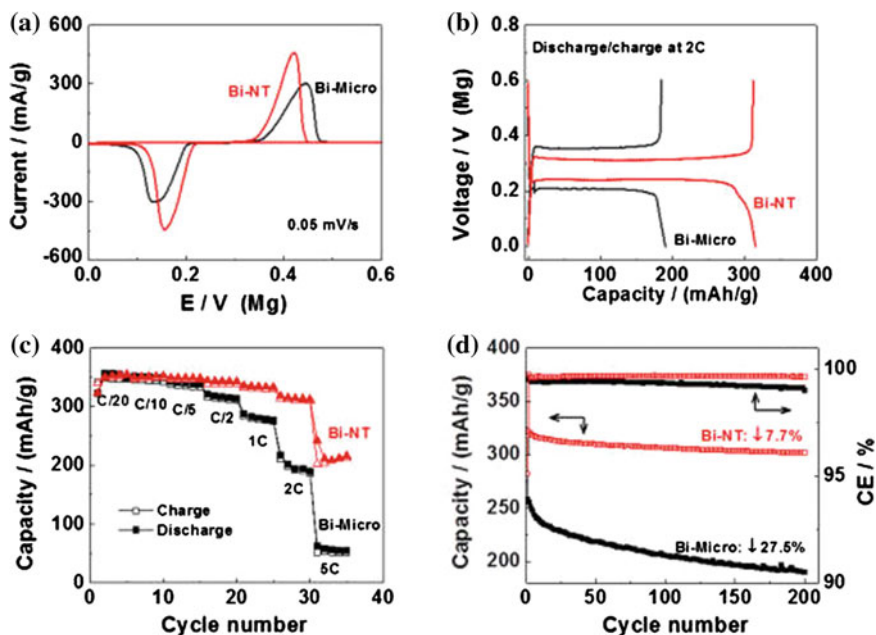 (a)
600
300
0
-300
-600
Current / (mA/g)
Bi-NT
Bi-Micro
0.05 mV/s
0.0 0.2 0.4 0.6
E / V (Mg)
(b)
0.8
0.6
0.4
0.2
0.0
Voltage / V (Mg)
Discharge/charge at 2C
Bi-NT
Bi-Micro
0 100 200 300 400
Capacity / (mAh/g)
(c)
400
300
200
100
0
Capacity / (mAh/g)
C/20
C/10
C/5
C/2
1C
2C
5C
Bi-NT
Bi-Micro
Charge
Discharge
0 10 20 30 40
Cycle number
(d)
400
350
300
250
200
Capacity / (mAh/g)
100
95
90
CE / %
Bi-NT: ↓7.7%
Bi-Micro: ↓27.5%
0 50 100 150 200
Cycle number